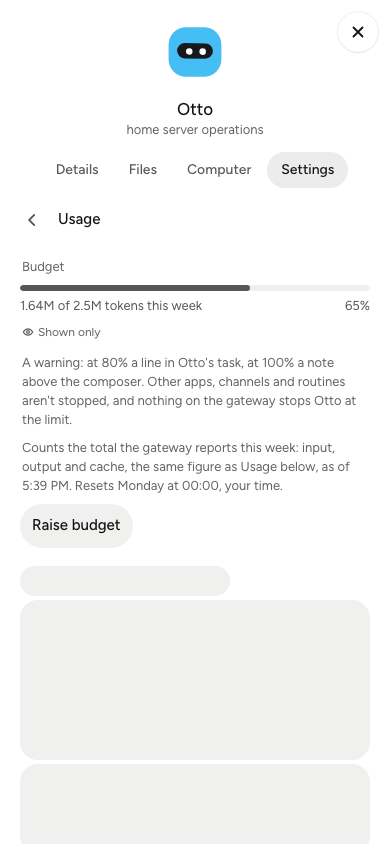 Otto
home server operations
Details Files Computer Settings
Usage
Budget
1.64M of 2.5M tokens this week 65%
Shown only
A warning: at 80% a line in Otto's task, at 100% a note
above the composer. Other apps, channels and routines
aren't stopped, and nothing on the gateway stops Otto at
the limit.
Counts the total the gateway reports this week: input,
output and cache, the same figure as Usage below, as of
5:39 PM. Resets Monday at 00:00, your time.
Raise budget